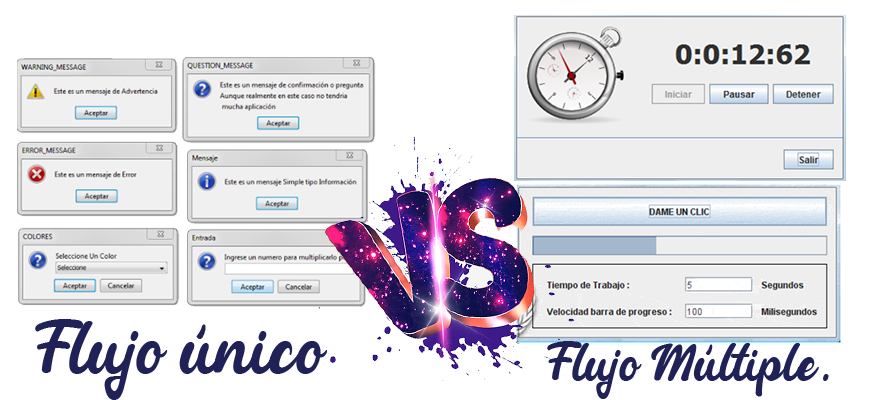 WARNING_MESSAGE
Este es un mensaje de Advertencia
Aceptar
QUESTION_MESSAGE
Este es un mensaje de confirmación o pregunta
Aunque realmente en este caso no tendria
mucha aplicación
Aceptar
ERROR_MESSAGE
Este es un mensaje de Error
Aceptar
Mensaje
Este es un mensaje Simple tipo Información
Aceptar
COLORES
Seleccione Un Color
Seleccione
Aceptar Cancelar
Entrada
Ingrese un numero para multiplicarlo
Aceptar Cancelar
Flujo único.
VS
12
0:0:12:62
Iniciar Pausar Detener
Salir
DAME UN CLIC
Tiempo de Trabajo : 5 Segundos
Velocidad barra de progreso : 100 Milisegundos
Flujo Múltiple.